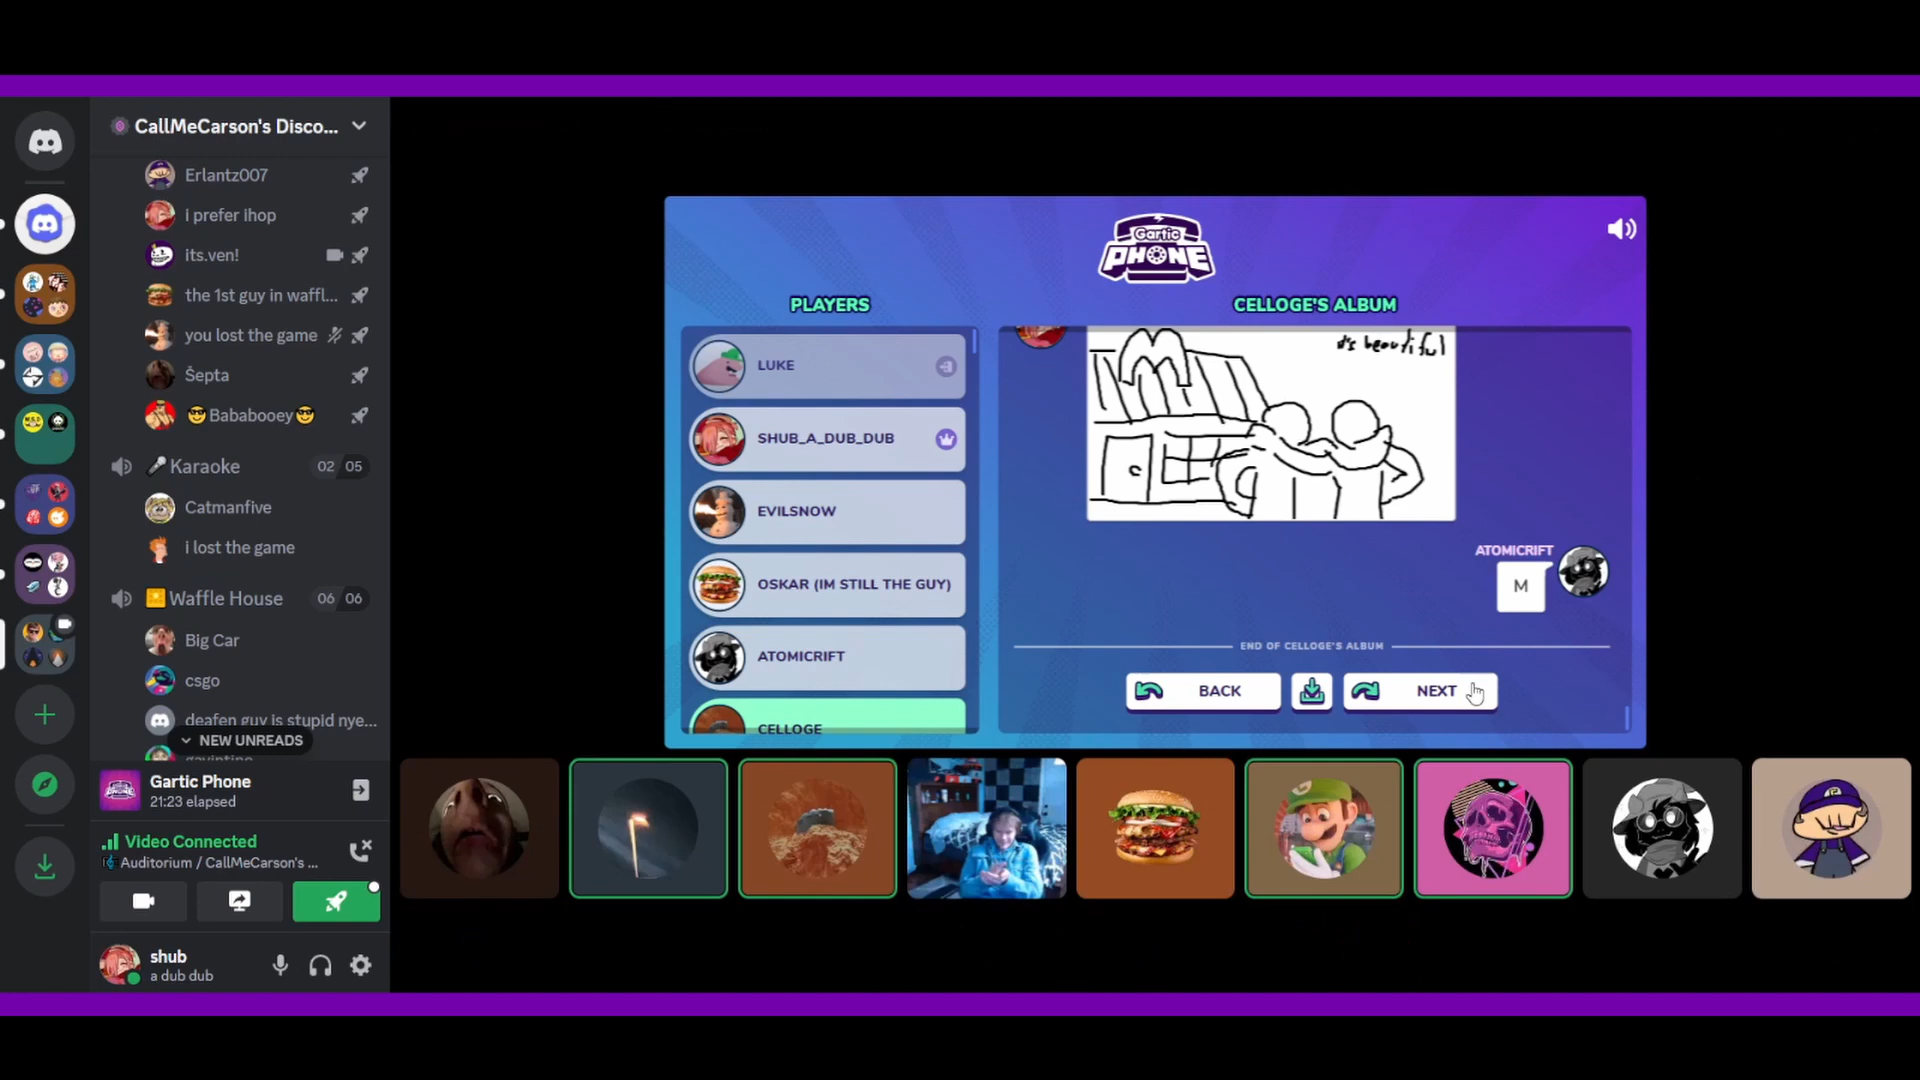 CallMeCarson's Disco...
Erlantz007
i prefer ihop
its.ven!
the 1st guy in waffl...
you lost the game
Šepta
😎Bababooey😎
🎤Karaoke
02 05
Catmanfive
i lost the game
Waffle House
06 06
Big Car
csgo
deafen guy is stupid nye...
NEW UNREADS
Gartic Phone
21:23 elapsed
Video Connected
Auditorium / CallMeCarson's ...
shub
a dub dub
Gartic
PHONE
PLAYERS
LUKE
SHUB_A_DUB_DUB
EVILSNOW
OSKAR (IM STILL THE GUY)
ATOMICRIFT
CELLOGE
CELLOGE'S ALBUM
it's beautiful
ATOMICRIFT
M
END OF CELLOGE'S ALBUM
BACK
NEXT